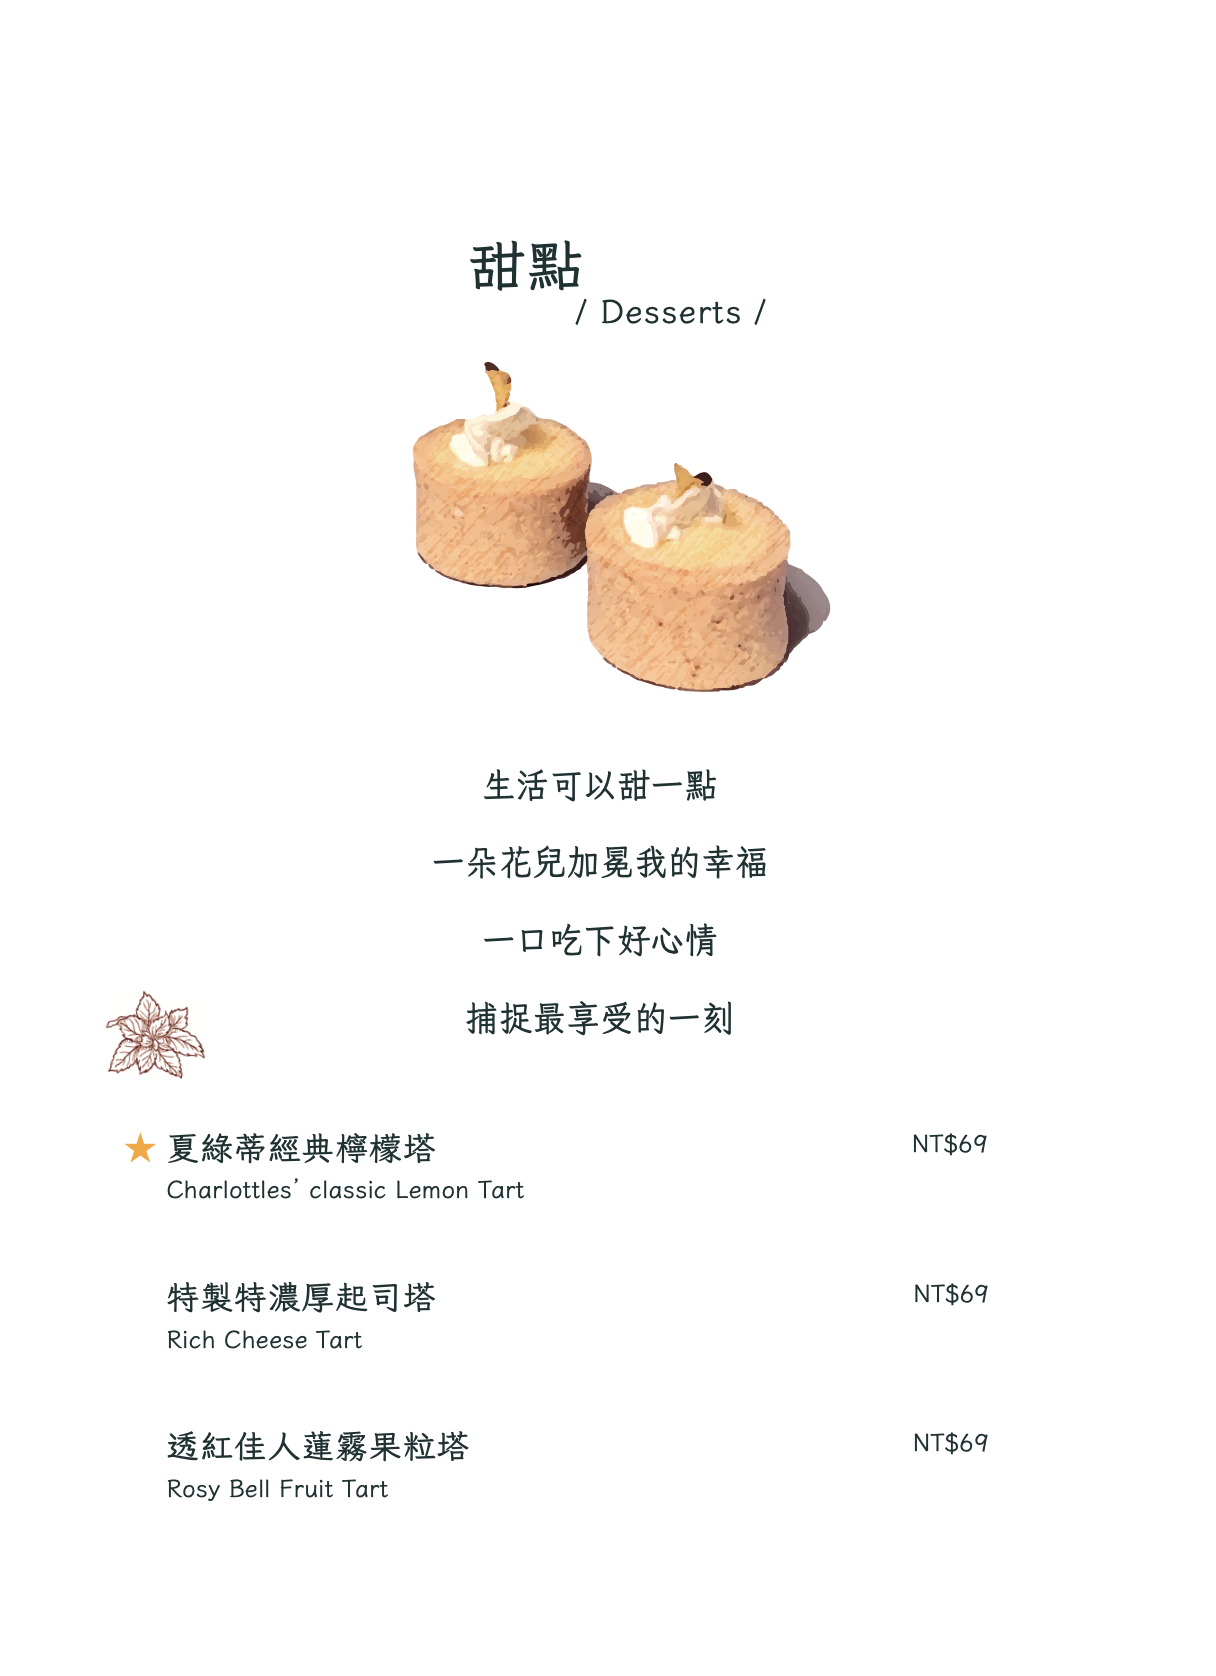 甜點
/ Desserts /
生活可以甜一點
一朵花兒加冕我的幸福
一口吃下好心情
捕捉最享受的一刻
★ 夏綠蒂經典檸檬塔 NT$69
Charlottles’ classic Lemon Tart
特製特濃厚起司塔 NT$69
Rich Cheese Tart
透紅佳人蓮霧果粒塔 NT$69
Rosy Bell Fruit Tart